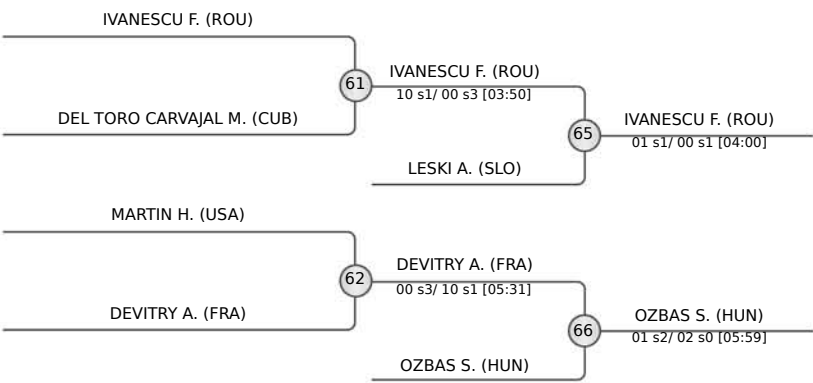 IVANESCU F. (ROU)
61
IVANESCU F. (ROU)
10 s1/ 00 s3 [03:50]
DEL TORO CARVAJAL M. (CUB)
65
IVANESCU F. (ROU)
01 s1/ 00 s1 [04:00]
LESKI A. (SLO)
MARTIN H. (USA)
62
DEVITRY A. (FRA)
00 s3/ 10 s1 [05:31]
DEVITRY A. (FRA)
66
OZBAS S. (HUN)
01 s2/ 02 s0 [05:59]
OZBAS S. (HUN)